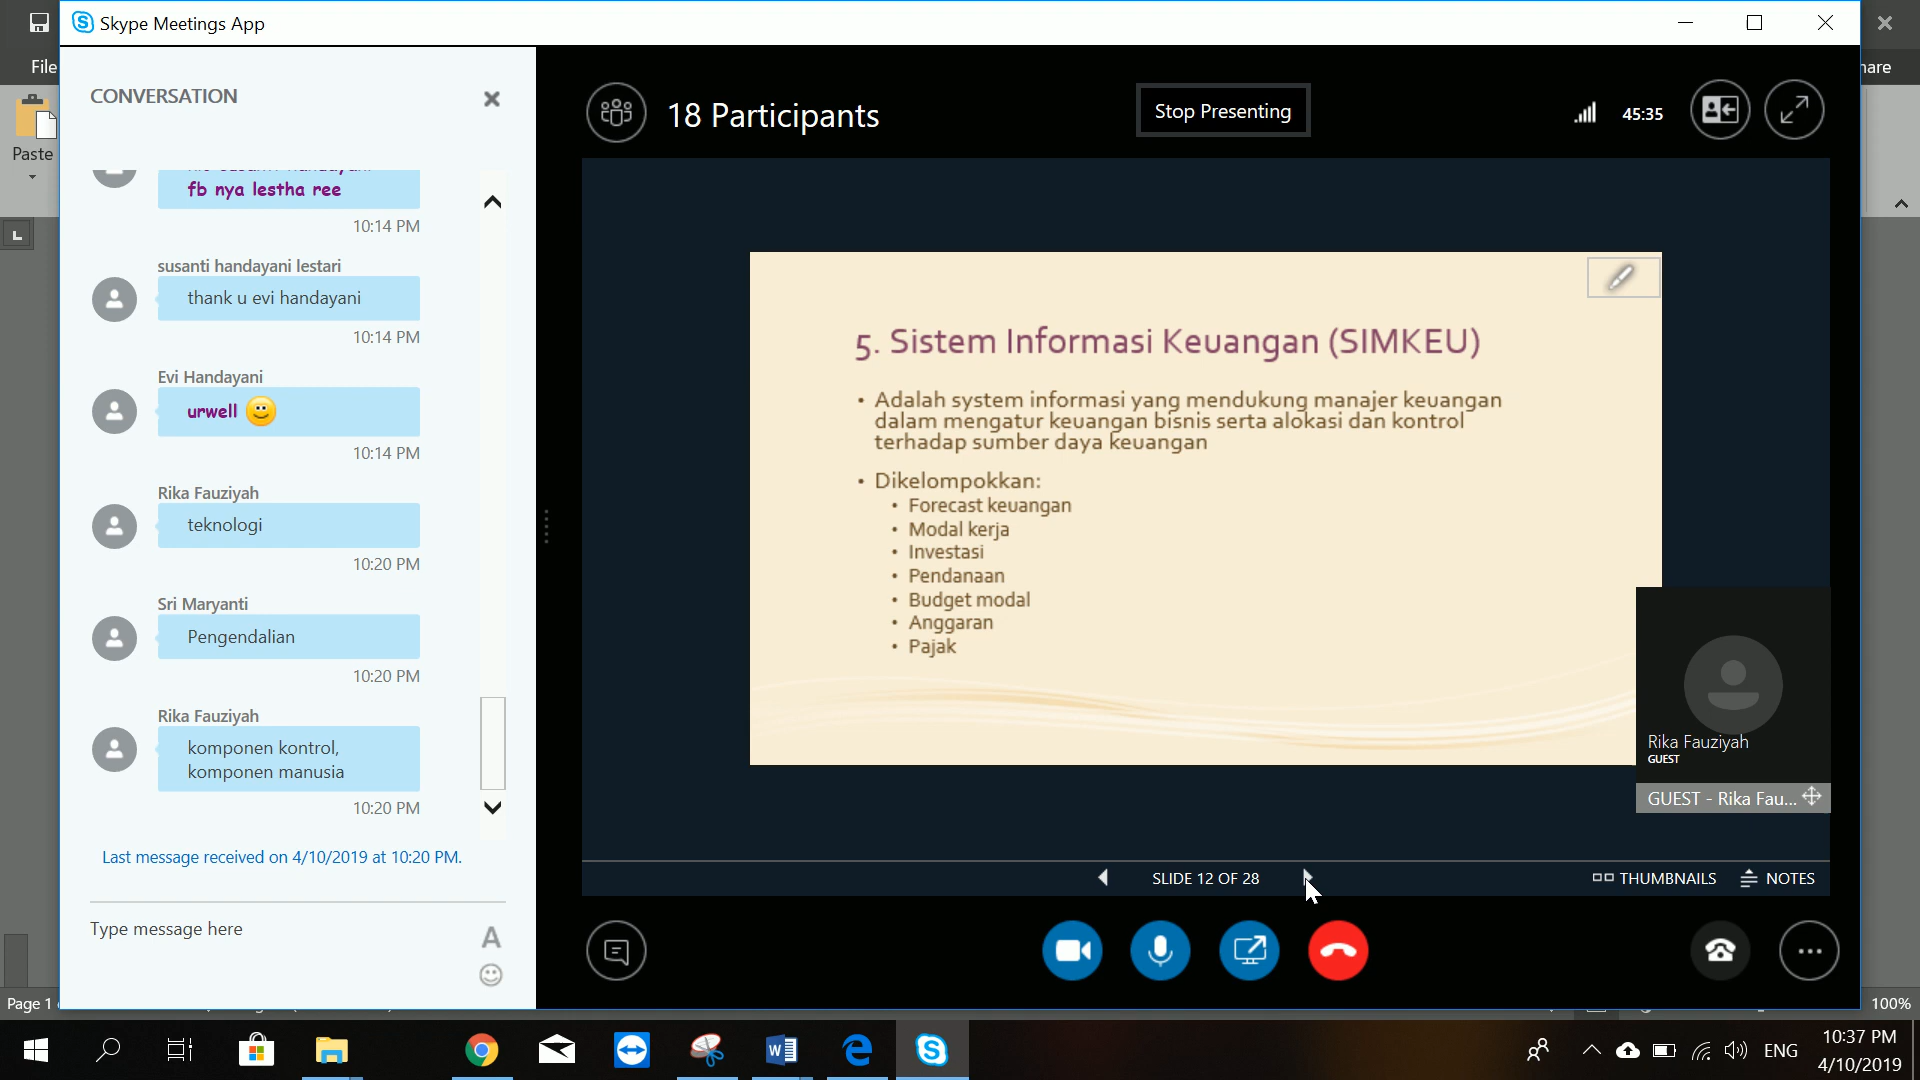 Skype Meetings App
File
Paste
Page 1
CONVERSATION
fb nya lestha ree
10:14 PM
susanti handayani lestari
thank u evi handayani
10:14 PM
Evi Handayani
urwell
10:14 PM
Rika Fauziyah
teknologi
10:20 PM
Sri Maryanti
Pengendalian
10:20 PM
Rika Fauziyah
komponen kontrol,
komponen manusia
10:20 PM
Last message received on 4/10/2019 at 10:20 PM.
Type message here
A
18 Participants
Stop Presenting
45:35
5. Sistem Informasi Keuangan (SIMKEU)
• Adalah system informasi yang mendukung manajer keuangan
dalam mengatur keuangan bisnis serta alokasi dan kontrol
terhadap sumber daya keuangan
• Dikelompokkan:
• Forecast keuangan
• Modal kerja
• Investasi
• Pendanaan
• Budget modal
• Anggaran
• Pajak
Rika Fauziyah
GUEST
GUEST - Rika Fau...
SLIDE 12 OF 28
THUMBNAILS
NOTES
100%
ENG
10:37 PM
4/10/2019